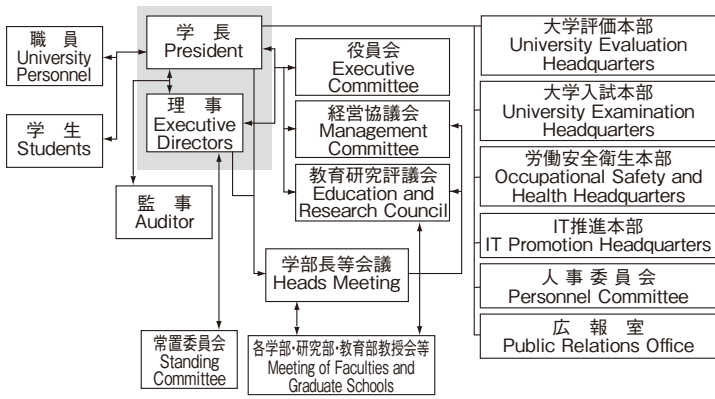 職　員
University
Personnel
学　長
President
理　事
Executive
Directors
学　生
Students
監　事
Auditor
役員会
Executive
Committee
経営協議会
Management
Committee
教育研究評議会
Education and
Research Council
学部長等会議
Heads Meeting
常置委員会
Standing
Committee
各学部・研究部・教育部教授会等
Meeting of Faculties and
Graduate Schools
大学評価本部
University Evaluation
Headquarters
大学入試本部
University Examination
Headquarters
労働安全衛生本部
Occupational Safety and
Health Headquarters
IT推進本部
IT Promotion Headquarters
人 事 委 員 会
Personnel Committee
広　報　室
Public Relations Office